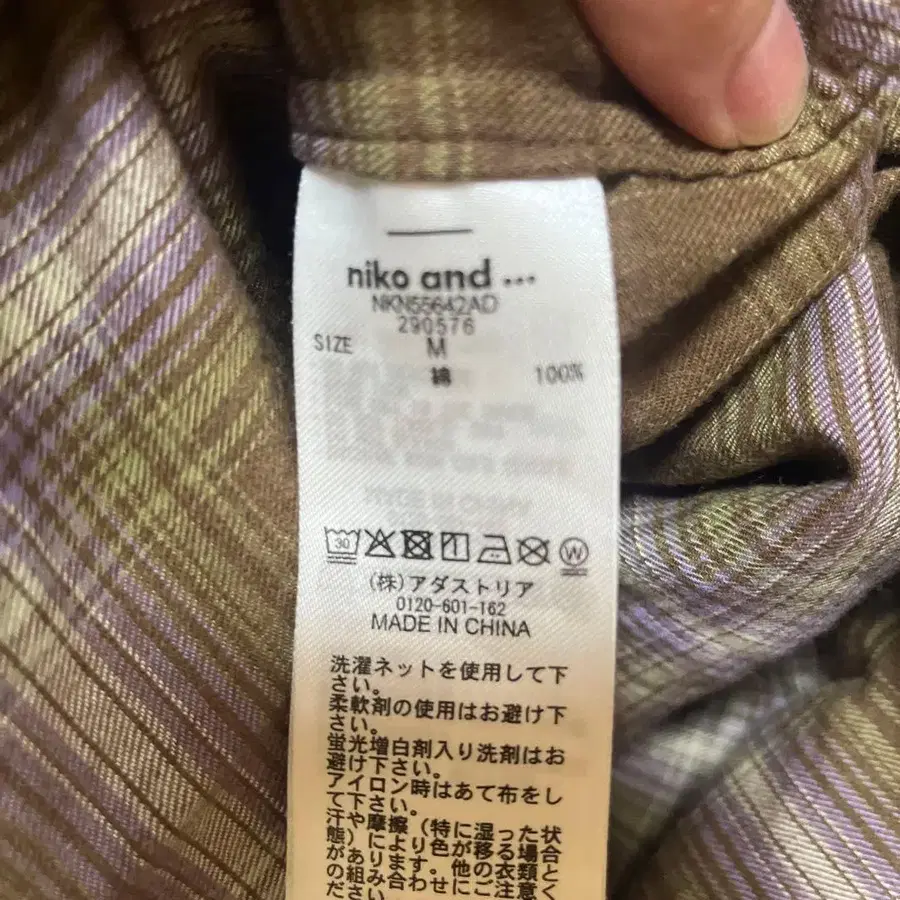 niko and ...
NKN55642AD
290576
SIZE M
綿 100%
30
W
(株)アダストリア
0120-601-162
MADE IN CHINA
洗濯ネットを使用して下
さい。
柔軟剤の使用はお避け下
さい。
蛍光増白剤入り洗剤はお
避け下さい。
アイロン時はあて布をし
て下さい。
汗や摩擦(特に湿った状
態)により色が移る場合
があります。他の衣類と
の組み合わせにご注意く
ださい。